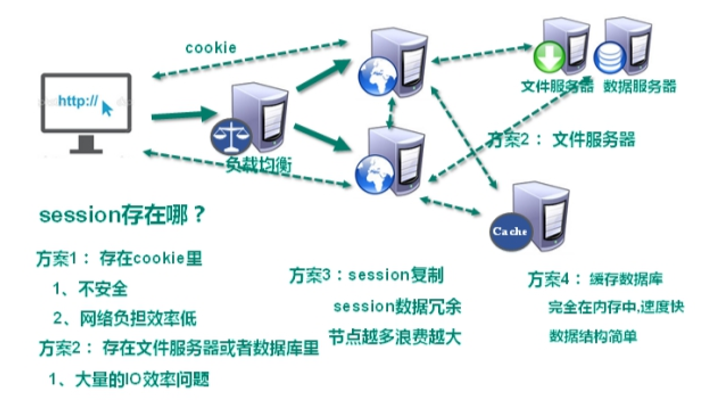 cookie
http://
文件服务器
数据服务器
负载均衡
方案2： 文件服务器
Cache
session存在哪？
方案1： 存在cookie里
1、不安全
2、网络负担效率低
方案2： 存在文件服务器或者数据库里
1、大量的IO效率问题
方案3：session复制
session数据冗余
节点越多浪费越大
方案4： 缓存数据库
完全在内存中,速度快
数据结构简单